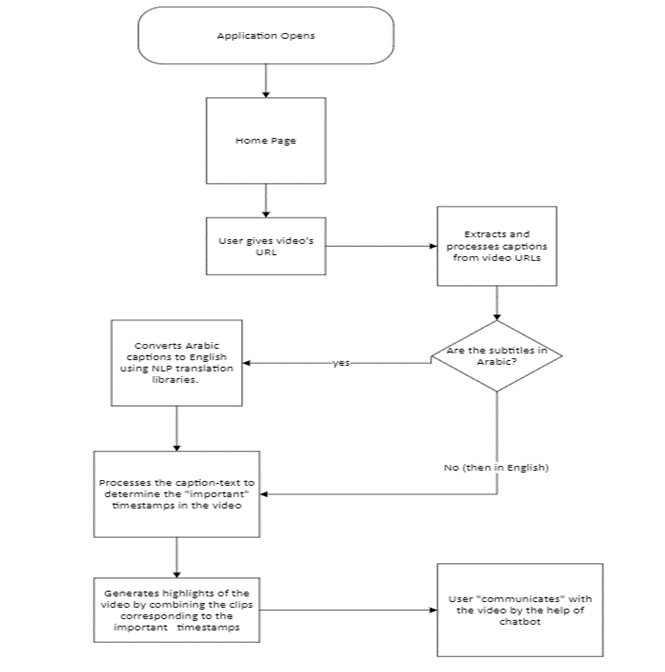 Application Opens
Home Page
User gives video's
URL
Extracts and
processes captions
from video URLs
Are the subtitles in
Arabic?
yes
Converts Arabic
captions to English
using NLP translation
libraries.
No (then in English)
Processes the caption-text to
determine the "important"
timestamps in the video
Generates highlights of the
video by combining the clips
corresponding to the
important timestamps
User "communicates" with
the video by the help of
chatbot